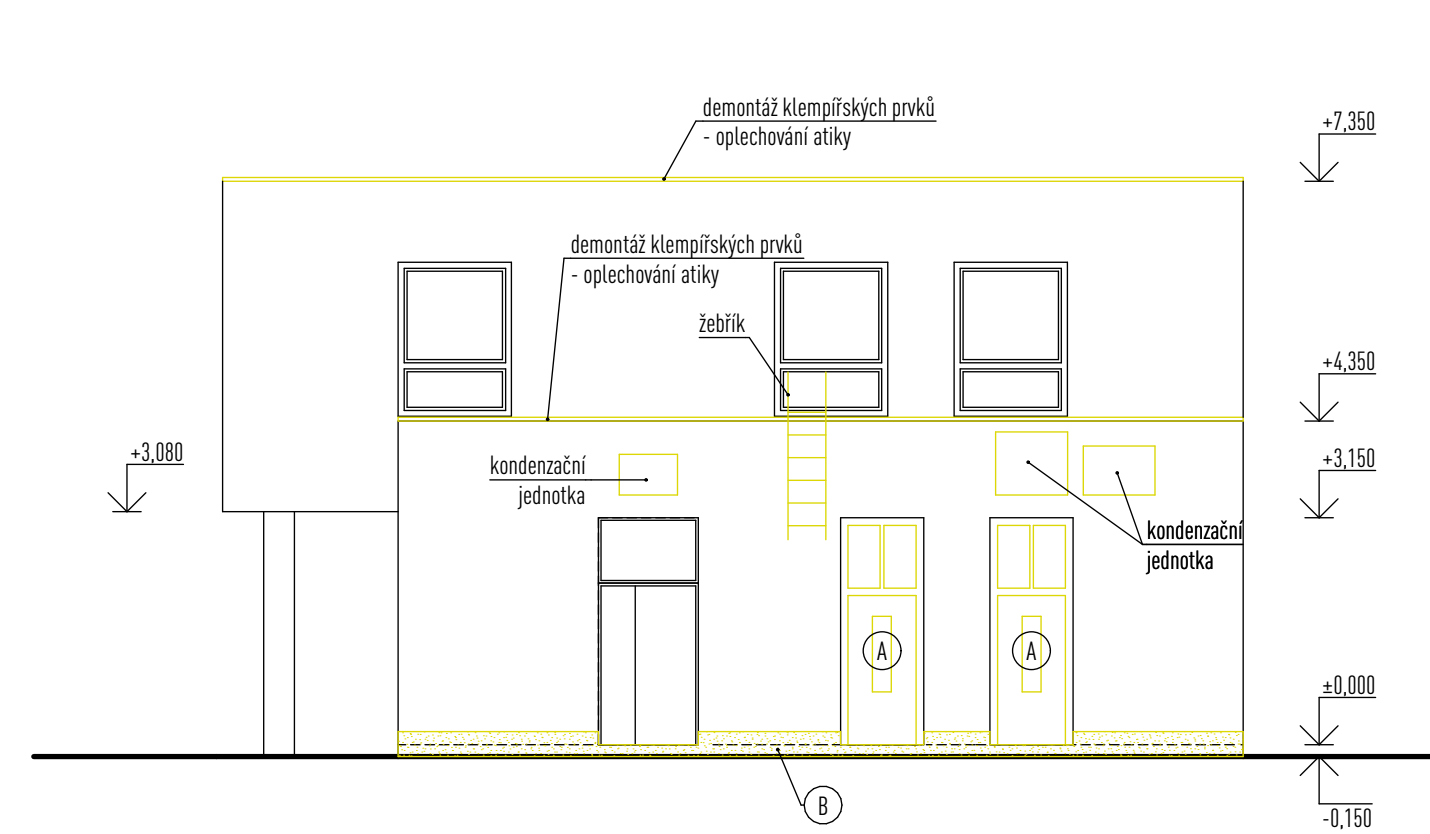 demontáž klempířských prvků
- oplechování atiky
+7,350
demontáž klempířských prvků
- oplechování atiky
žebřík
+4,350
+3,080
kondenzační
jednotka
+3,150
kondenzační
jednotka
A
A
±0,000
B
-0,150